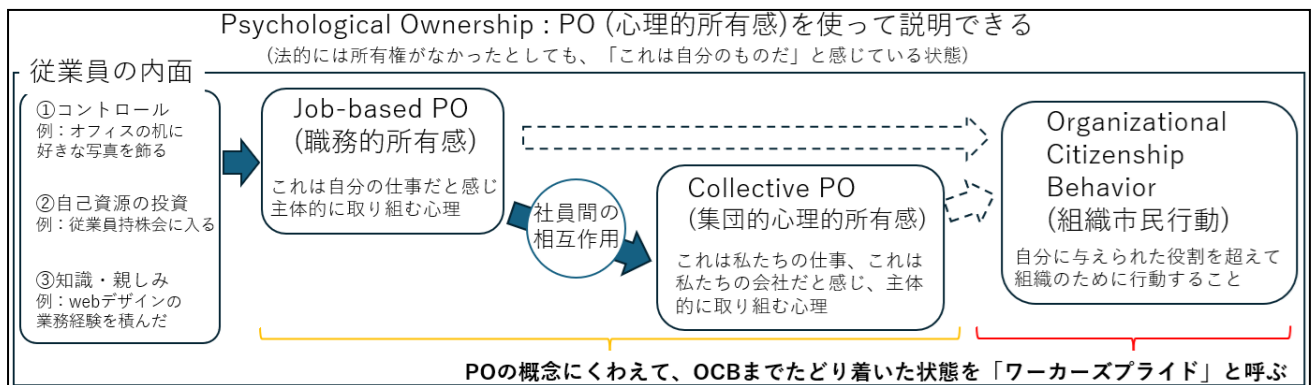 Psychological Ownership : PO (心理的所有感)を使って説明できる
(法的には所有権がなかったとしても、「これは自分のものだ」と感じている状態)
従業員の内面
①コントロール
例：オフィスの机に
好きな写真を飾る
②自己資源の投資
例：従業員持株会に入る
③知識・親しみ
例：webデザインの
業務経験を積んだ
Job-based PO
(職務的所有感)
これは自分の仕事だと感じ
主体的に取り組む心理
社員間の
相互作用
Collective PO
(集団的心理的所有感)
これは私たちの仕事、これは
私たちの会社だと感じ、主体
的に取り組む心理
Organizational
Citizenship
Behavior
(組織市民行動)
自分に与えられた役割を超えて
組織のために行動すること
POの概念にくわえて、OCBまでたどり着いた状態を「ワーカーズプライド」と呼ぶ